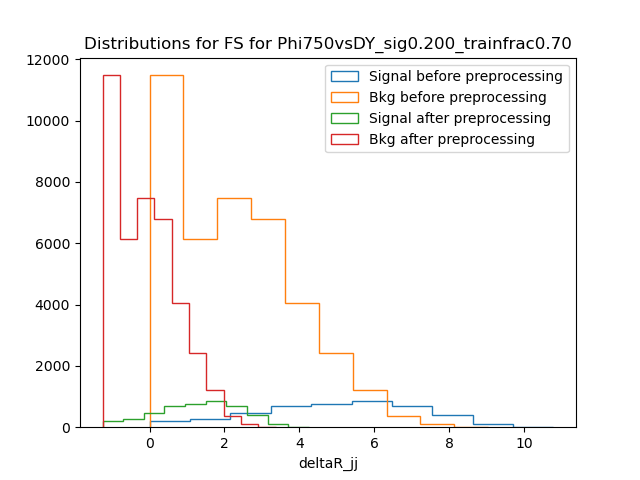 Distributions for FS for Phi750vsDY_sig0.200_trainfrac0.70
12000
10000
8000
6000
4000
2000
0
Signal before preprocessing
Bkg before preprocessing
Signal after preprocessing
Bkg after preprocessing
0 2 4 6 8 10
deltaR_jj